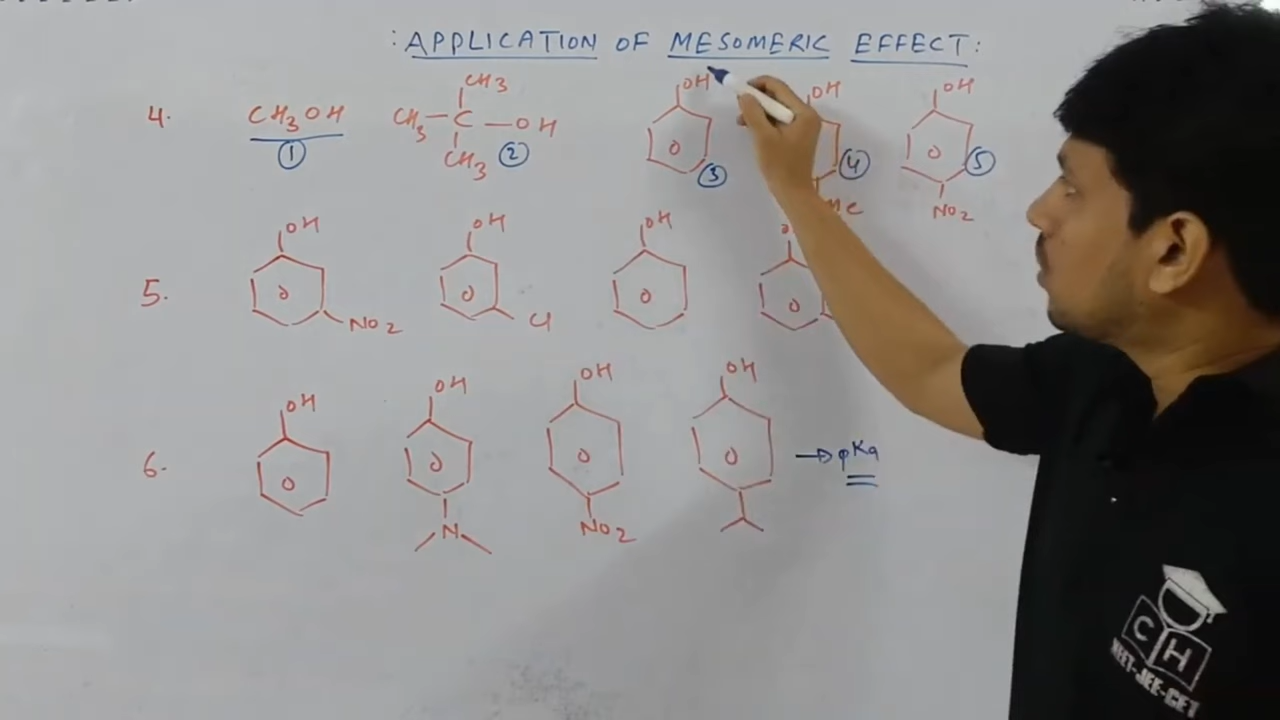 : APPLICATION OF MESOMERIC EFFECT :
4. CH3OH CH3 CH3 C OH CH3 OH OH OH
1 2 3 4 5
Me NO2
5. OH OH OH
NO2 Cl
6. OH OH OH OH → pKa
N NO2
C H
NEET-JEE-CET